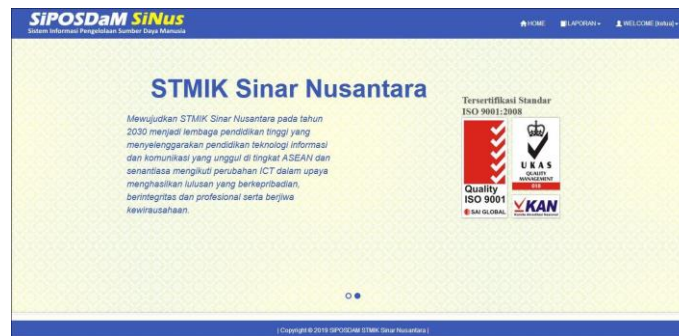 SiPOSDaM SiNus
Sistem Informasi Pengelolaan Sumber Daya Manusia
HOME LAPORAN WELCOME [ketua]
STMIK Sinar Nusantara
Mewujudkan STMIK Sinar Nusantara pada tahun
2030 menjadi lembaga pendidikan tinggi yang
menyelenggarakan pendidikan teknologi informasi
dan komunikasi yang unggul di tingkat ASEAN dan
senantiasa mengikuti perubahan ICT dalam upaya
menghasilkan lulusan yang berkepribadian,
berintegritas dan profesional serta berjiwa
kewirausahaan.
Tersertifikasi Standar
ISO 9001:2008
Quality
ISO 9001
SAI GLOBAL
UKAS
QUALITY
MANAGEMENT
KAN
Komite Akreditasi Nasional
| Copyright © 2019 SIPOSDAM STMIK Sinar Nusantara |